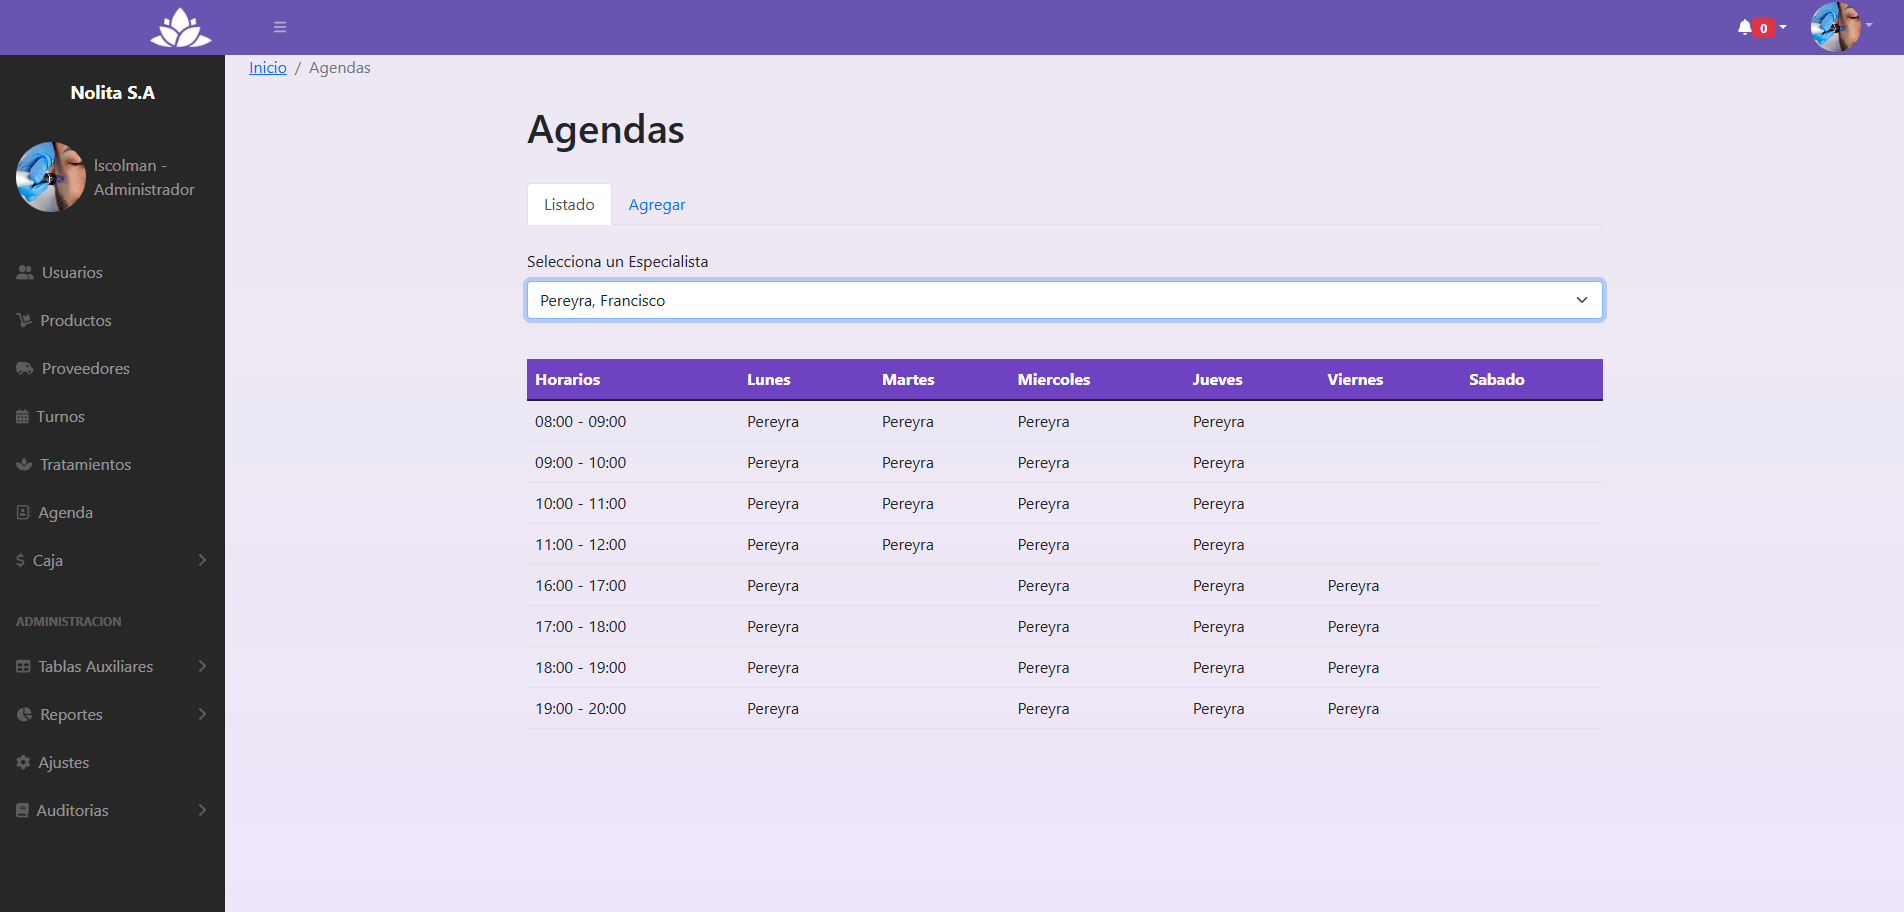 0
Inicio / Agendas
Nolita S.A
lscolman -
Administrador
Usuarios
Productos
Proveedores
Turnos
Tratamientos
Agenda
Caja
ADMINISTRACION
Tablas Auxiliares
Reportes
Ajustes
Auditorias
Agendas
Listado Agregar
Selecciona un Especialista
Pereyra, Francisco
Horarios Lunes Martes Miercoles Jueves Viernes Sabado
08:00 - 09:00 Pereyra Pereyra Pereyra Pereyra
09:00 - 10:00 Pereyra Pereyra Pereyra Pereyra
10:00 - 11:00 Pereyra Pereyra Pereyra Pereyra
11:00 - 12:00 Pereyra Pereyra Pereyra Pereyra
16:00 - 17:00 Pereyra Pereyra Pereyra Pereyra
17:00 - 18:00 Pereyra Pereyra Pereyra Pereyra
18:00 - 19:00 Pereyra Pereyra Pereyra Pereyra
19:00 - 20:00 Pereyra Pereyra Pereyra Pereyra